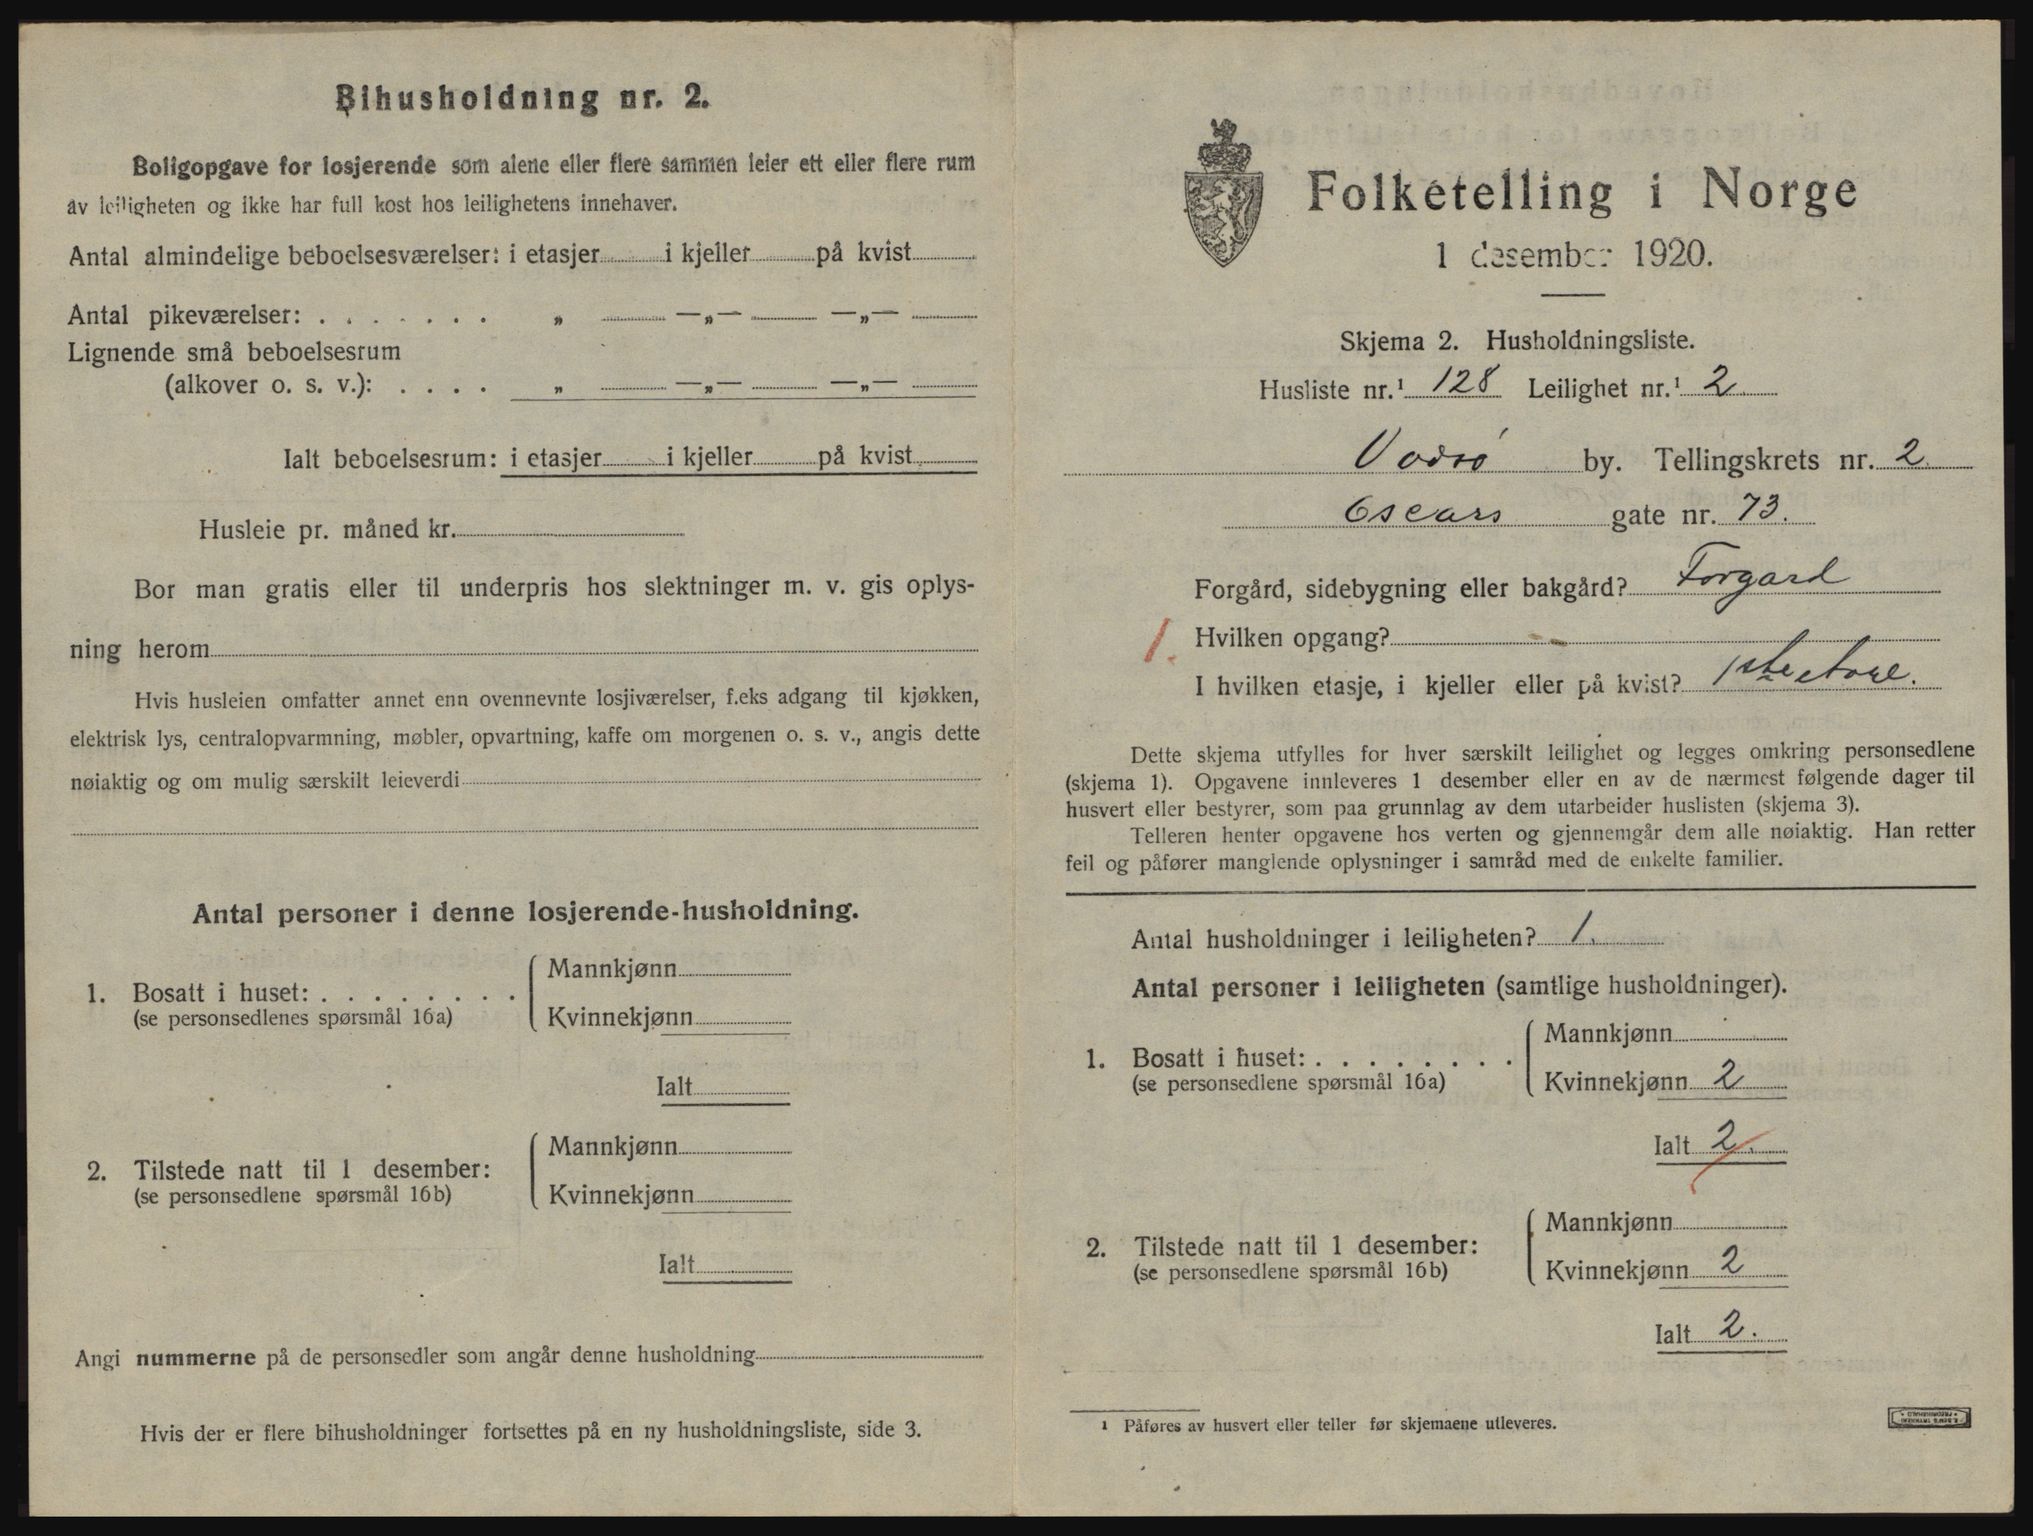 Bihusholdning nr. 2.
Boligopgave for losjerende som alene eller flere sammen leier ett eller flere rum
av leiligheten og ikke har full kost hos leilighetens innehaver.
Antal almindelige beboelsesværelser: i etasjer i kjeller på kvist
Antal pikeværelser: . . . . . . . „ —„— —„—
Lignende små beboelsesrum
(alkover o. s. v.): . . . . „ —„— —„—
Ialt beboelsesrum: i etasjer i kjeller på kvist
Husleie pr. måned kr.
Bor man gratis eller til underpris hos slektninger m. v. gis oplys-
ning herom
Hvis husleien omfatter annet enn ovennevnte losjiværelser, f.eks adgang til kjøkken,
elektrisk lys, centralopvarmning, møbler, opvartning, kaffe om morgenen o. s. v., angis dette
nøiaktig og om mulig særskilt leieverdi
Antal personer i denne losjerende-husholdning.
Mannkjønn
1. Bosatt i huset: . . . . . . . .
(se personsedlenes spørsmål 16a)
Kvinnekjønn
Ialt
Mannkjønn
2. Tilstede natt til 1 desember:
(se personsedlene spørsmål 16b)
Kvinnekjønn
Ialt
Angi nummerne på de personsedler som angår denne husholdning
Hvis der er flere bihusholdninger fortsettes på en ny husholdningsliste, side 3.
Folketelling i Norge
1 desember 1920.
Skjema 2. Husholdningsliste.
Husliste nr.¹ 128 Leilighet nr.¹ 2
Vadsø by. Tellingskrets nr. 2
Oscars gate nr. 73.
Forgård, sidebygning eller bakgård? Forgard
1. Hvilken opgang? -
I hvilken etasje, i kjeller eller på kvist? 1ste etage.
Dette skjema utfylles for hver særskilt leilighet og legges omkring personsedlene
(skjema 1). Opgavene innleveres 1 desember eller en av de nærmest følgende dager til
husvert eller bestyrer, som paa grunnlag av dem utarbeider huslisten (skjema 3).
Telleren henter opgavene hos verten og gjennemgår dem alle nøiaktig. Han retter
feil og påfører manglende oplysninger i samråd med de enkelte familier.
Antal husholdninger i leiligheten? 1.
Antal personer i leiligheten (samtlige husholdninger).
Mannkjønn
1. Bosatt i huset: . . . . . . . .
(se personsedlene spørsmål 16a)
Kvinnekjønn 2
Ialt 2.
Mannkjønn
2. Tilstede natt til 1 desember:
(se personsedlene spørsmål 16b)
Kvinnekjønn 2
Ialt 2.
¹ Påføres av husvert eller teller før skjemaene utleveres.